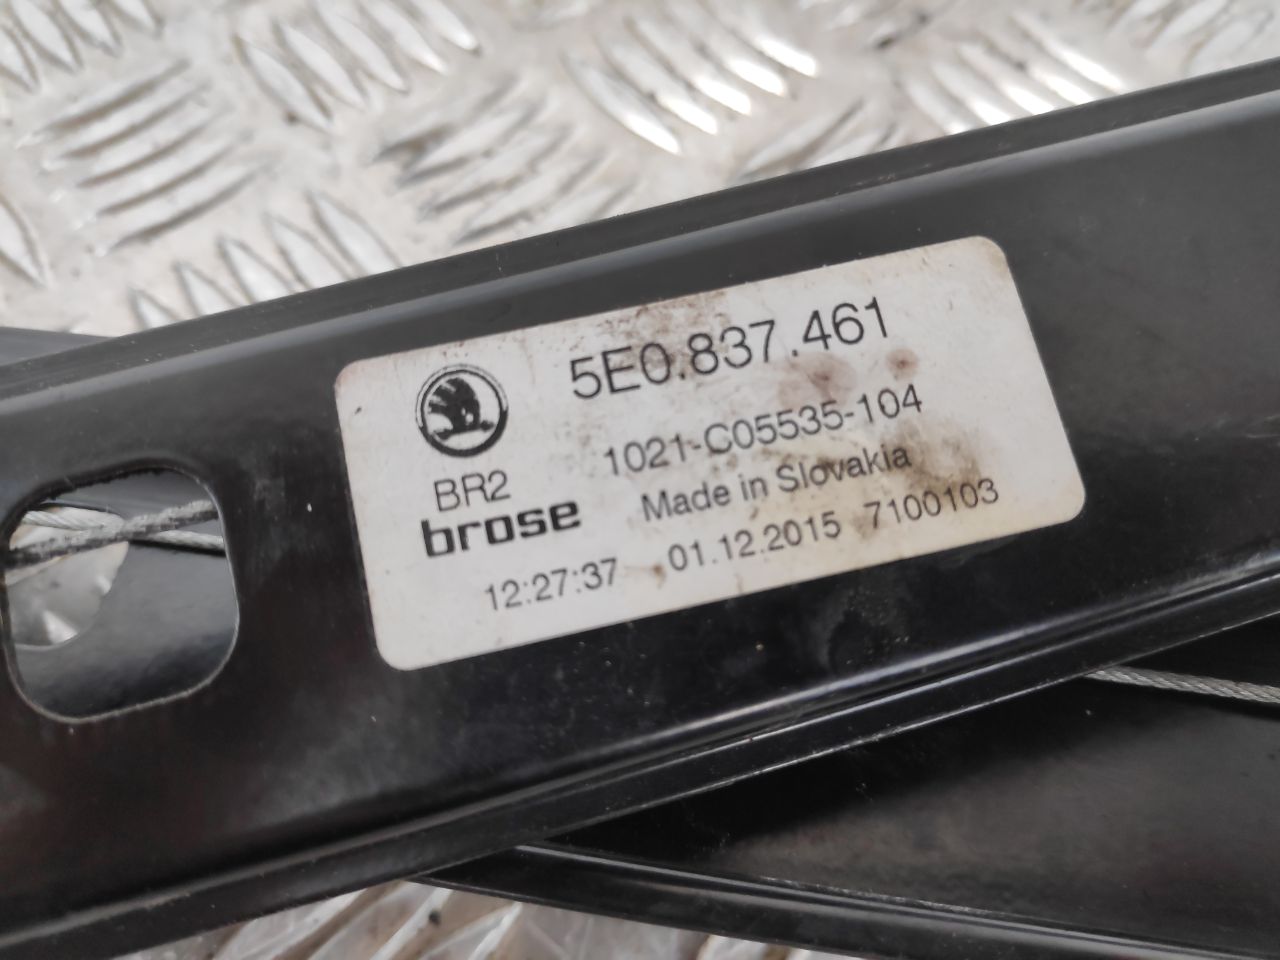 5E0.837.461
1021-C05535-104
BR2
Made in Slovakia
brose
12:27:37 01.12.2015 7100103